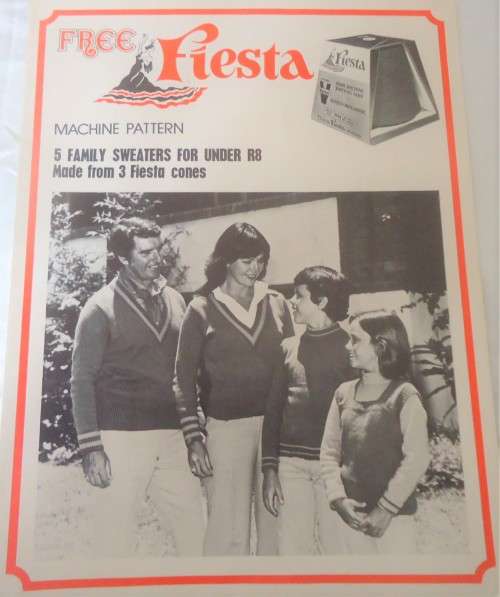 FREE
Fiesta
MACHINE PATTERN
5 FAMILY SWEATERS FOR UNDER R8
Made from 3 Fiesta cones
Fiesta